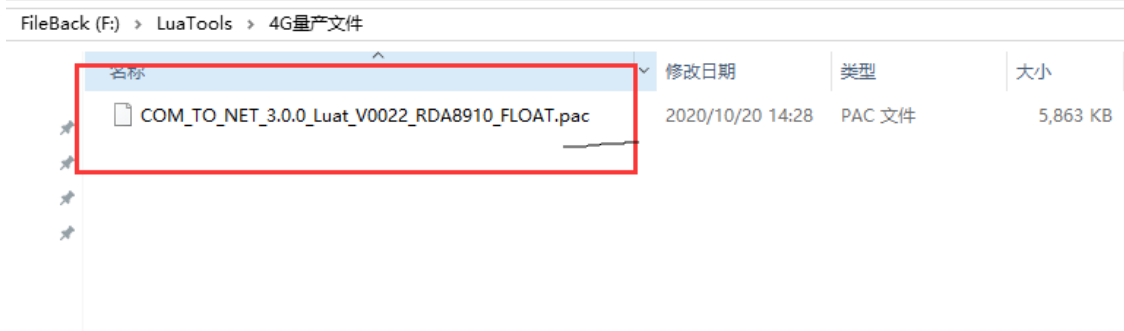 FileBack (F:) > LuaTools > 4G量产文件
名称 修改日期 类型 大小
COM_TO_NET_3.0.0_Luat_V0022_RDA8910_FLOAT.pac 2020/10/20 14:28 PAC 文件 5,863 KB